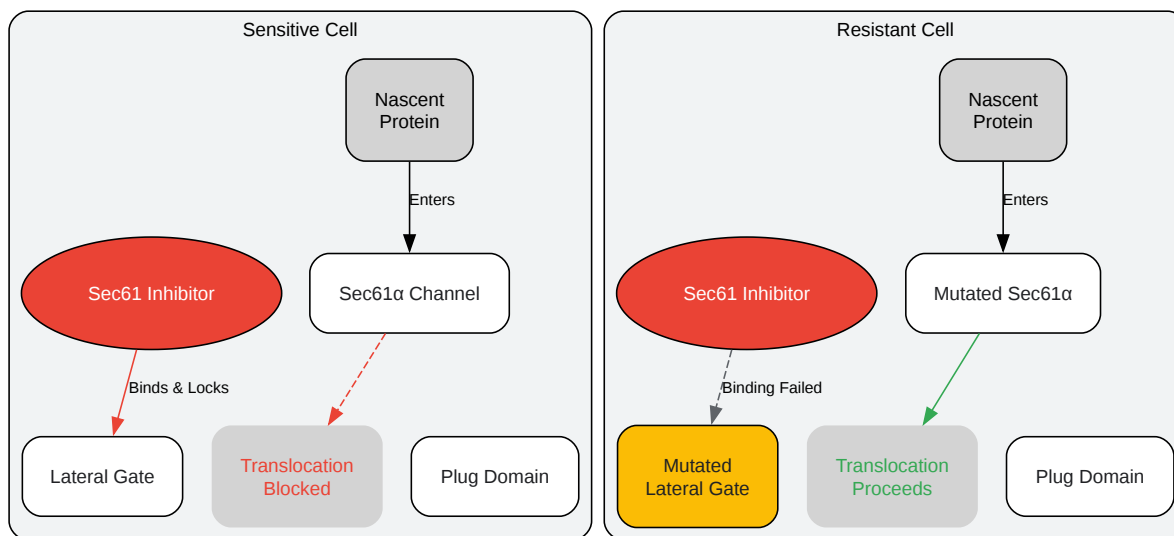 Sensitive Cell
Nascent
Protein
Enters
Sec61 Inhibitor
Sec61α Channel
Binds & Locks
Lateral Gate
Translocation
Blocked
Plug Domain
Resistant Cell
Nascent
Protein
Enters
Sec61 Inhibitor
Mutated Sec61α
Binding Failed
Mutated
Lateral Gate
Translocation
Proceeds
Plug Domain